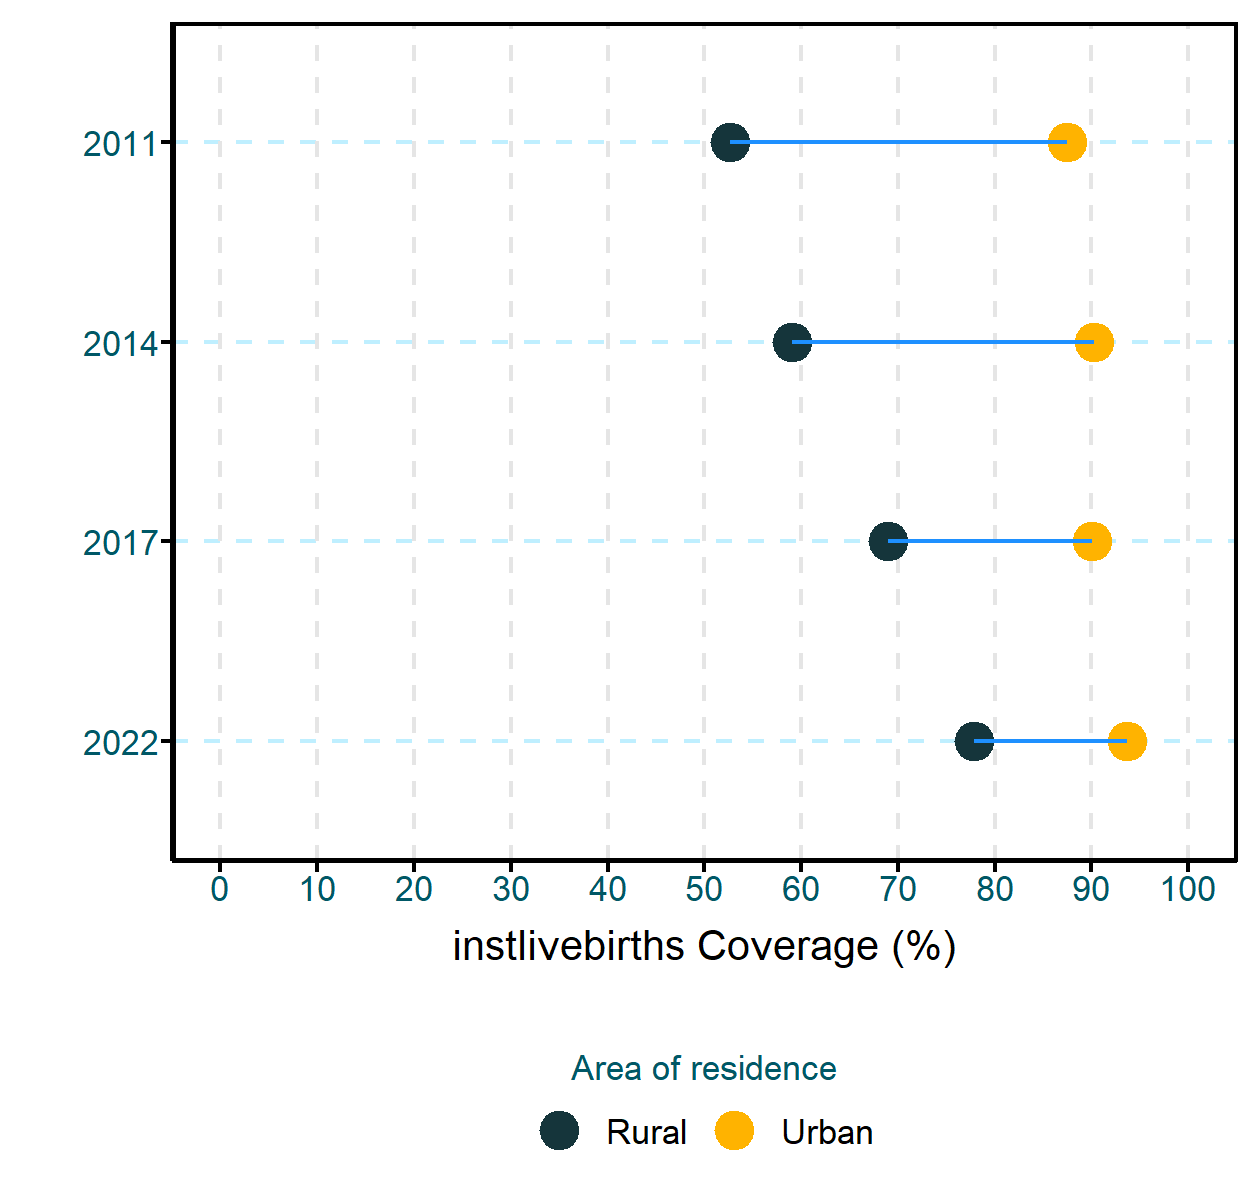 2011
2014
2017
2022
0 10 20 30 40 50 60 70 80 90 100
instlivebirths Coverage (%)
Area of residence
Rural Urban